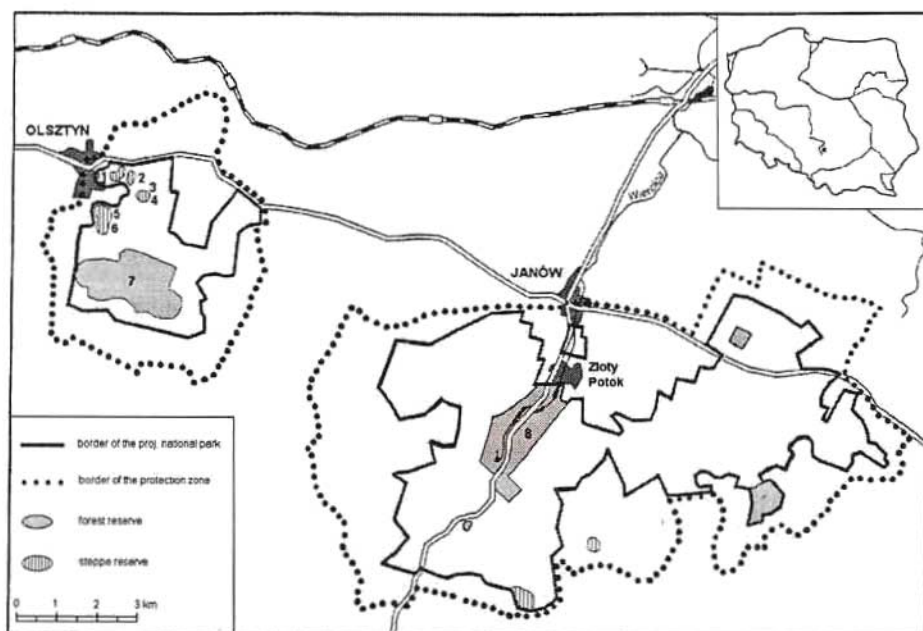 OLSZTYN
1
2
3
4
5
6
7
Wiercica
JANÓW
Złoty
Potok
8
border of the proj. national park
border of the protection zone
forest reserve
steppe reserve
0 1 2 3 km